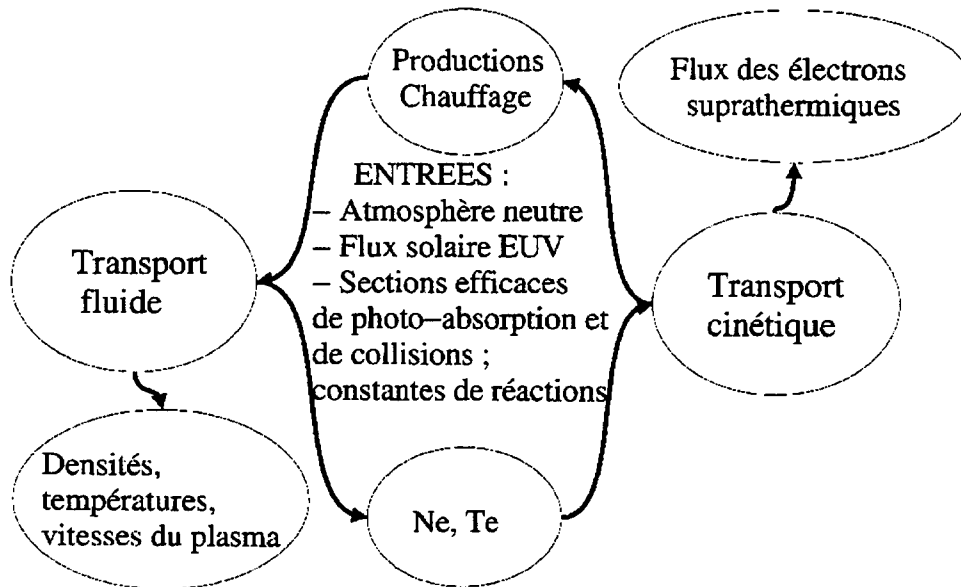 Productions
Chauffage
Flux des électrons
suprathermiques
ENTREES :
– Atmosphère neutre
– Flux solaire EUV
– Sections efficaces
de photo–absorption et
de collisions ;
constantes de réactions
Transport
fluide
Transport
cinétique
Densités,
températures,
vitesses du plasma
Ne, Te